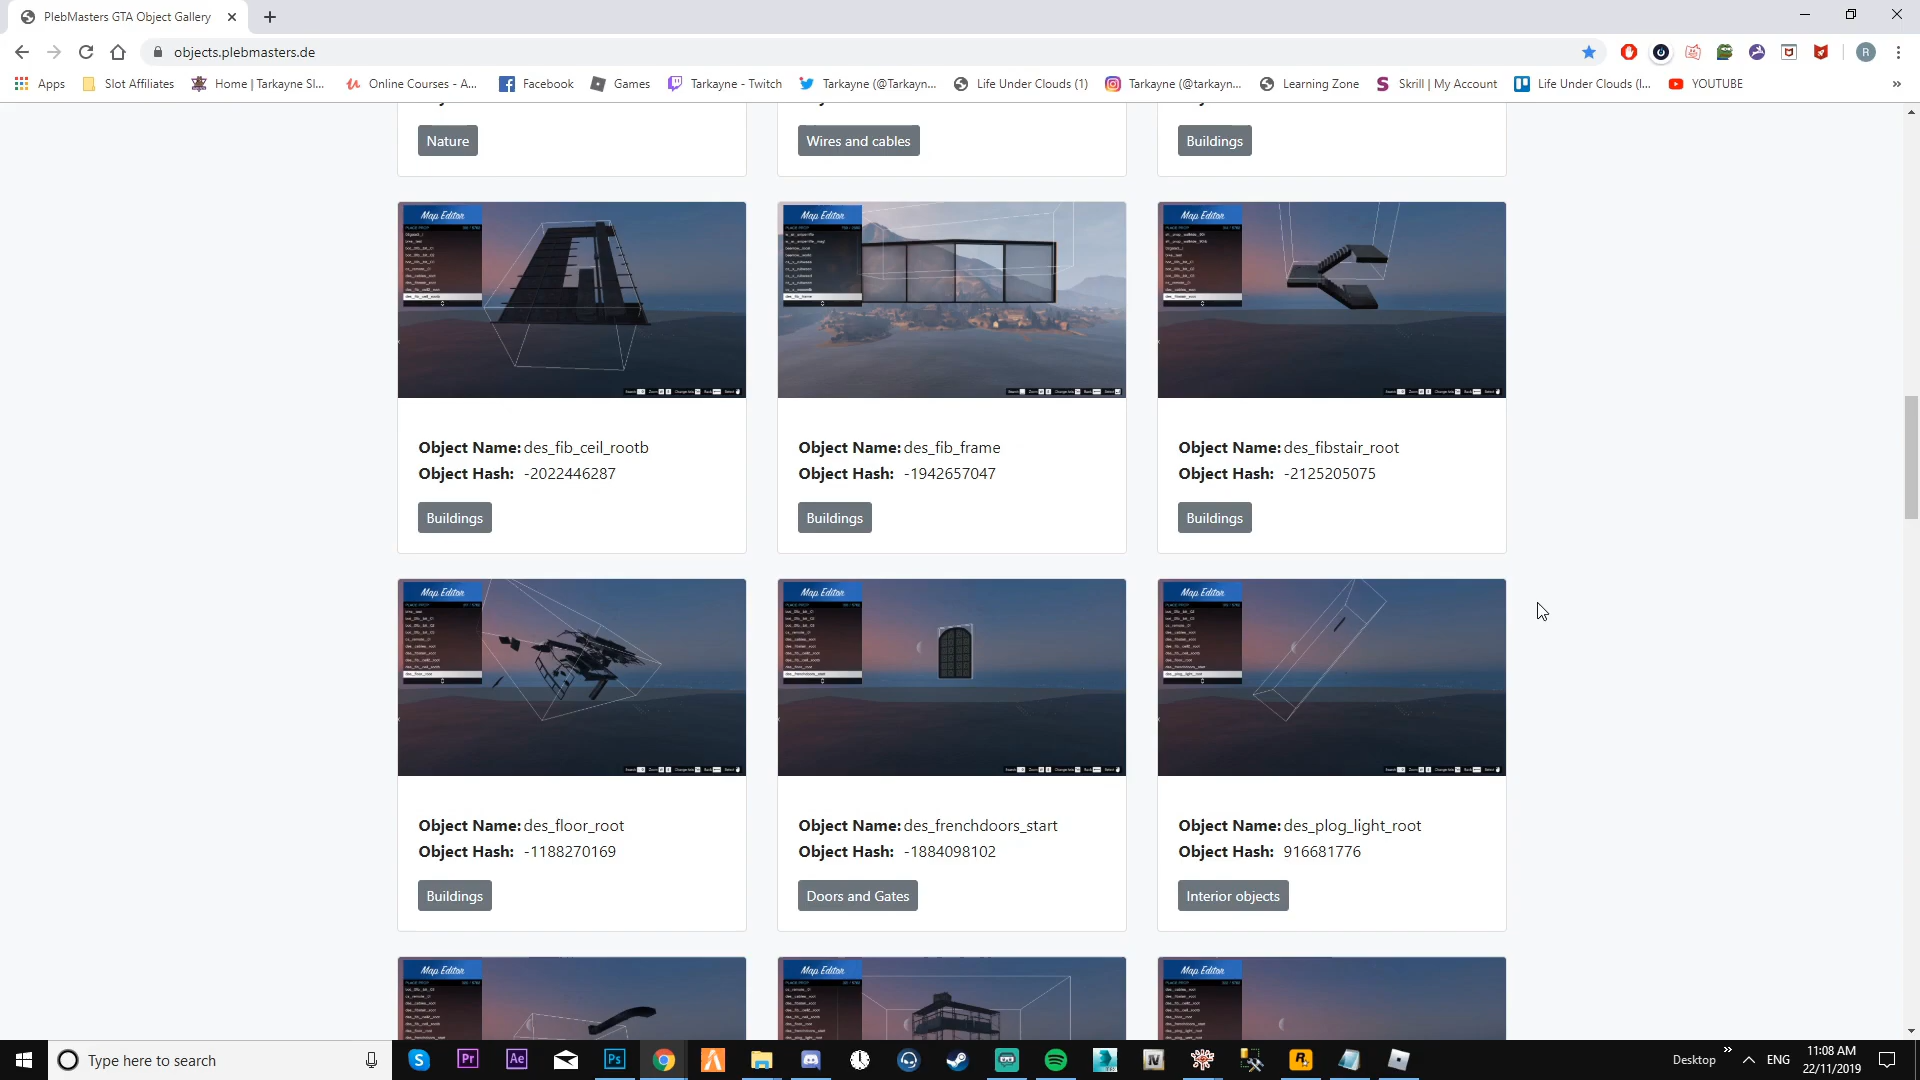 PlebMasters GTA Object Gallery
objects.plebmasters.de
R
Apps
Slot Affiliates
Home | Tarkayne Sl...
Online Courses - A...
Facebook
Games
Tarkayne - Twitch
Tarkayne (@Tarkayn...
Life Under Clouds (1)
Tarkayne (@tarkayn...
Learning Zone
Skrill | My Account
Life Under Clouds (l...
YOUTUBE
Nature
Wires and cables
Buildings
Map Editor
Map Editor
Map Editor
Object Name: des_fib_ceil_rootb
Object Hash: -2022446287
Buildings
Object Name: des_fib_frame
Object Hash: -1942657047
Buildings
Object Name: des_fibstair_root
Object Hash: -2125205075
Buildings
Map Editor
Map Editor
Map Editor
Object Name: des_floor_root
Object Hash: -1188270169
Buildings
Object Name: des_frenchdoors_start
Object Hash: -1884098102
Doors and Gates
Object Name: des_plog_light_root
Object Hash: 916681776
Interior objects
Map Editor
Map Editor
Map Editor
Type here to search
Pr
Ae
Ps
IV
Desktop
ENG
11:08 AM
22/11/2019